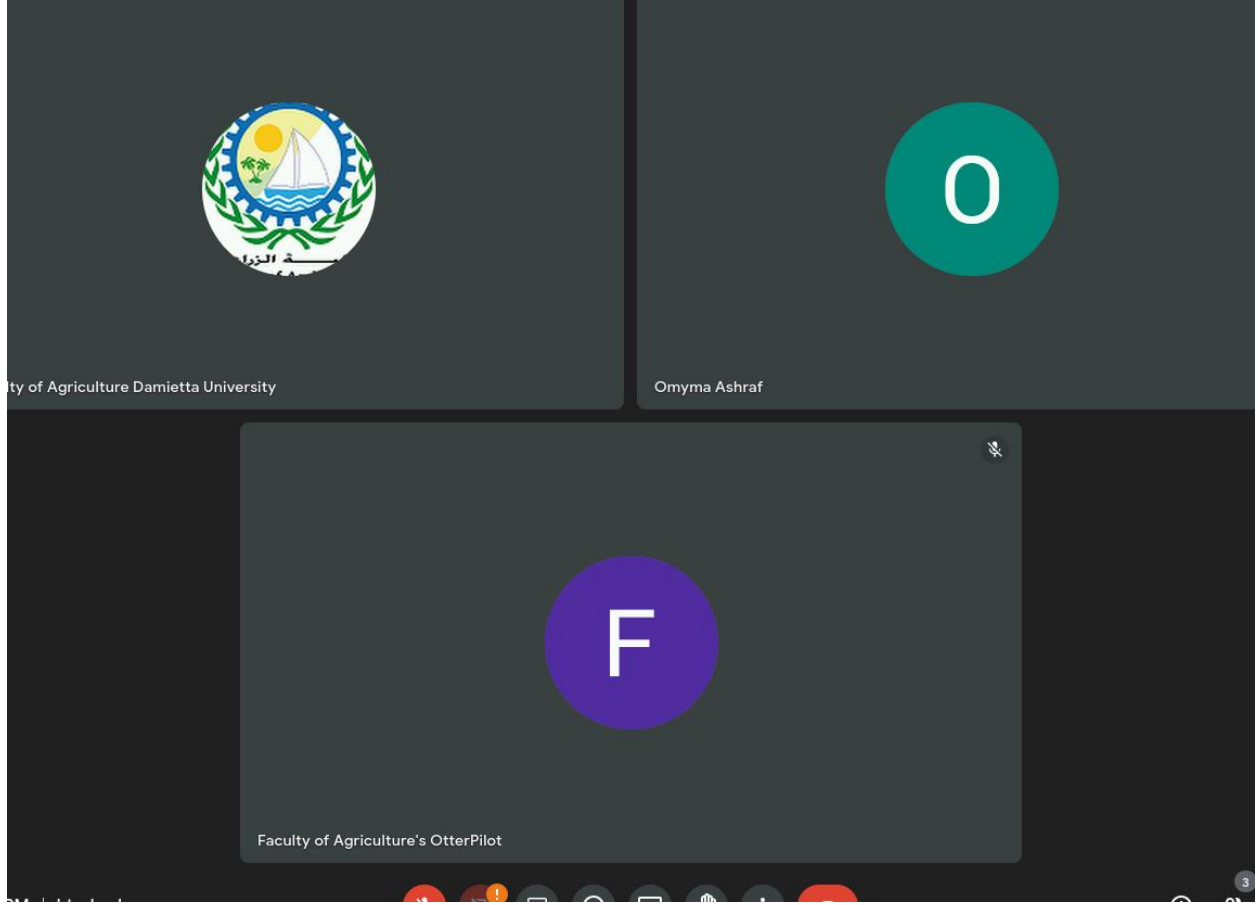 lty of Agriculture Damietta University
O
Omyma Ashraf
F
Faculty of Agriculture's OtterPilot
3